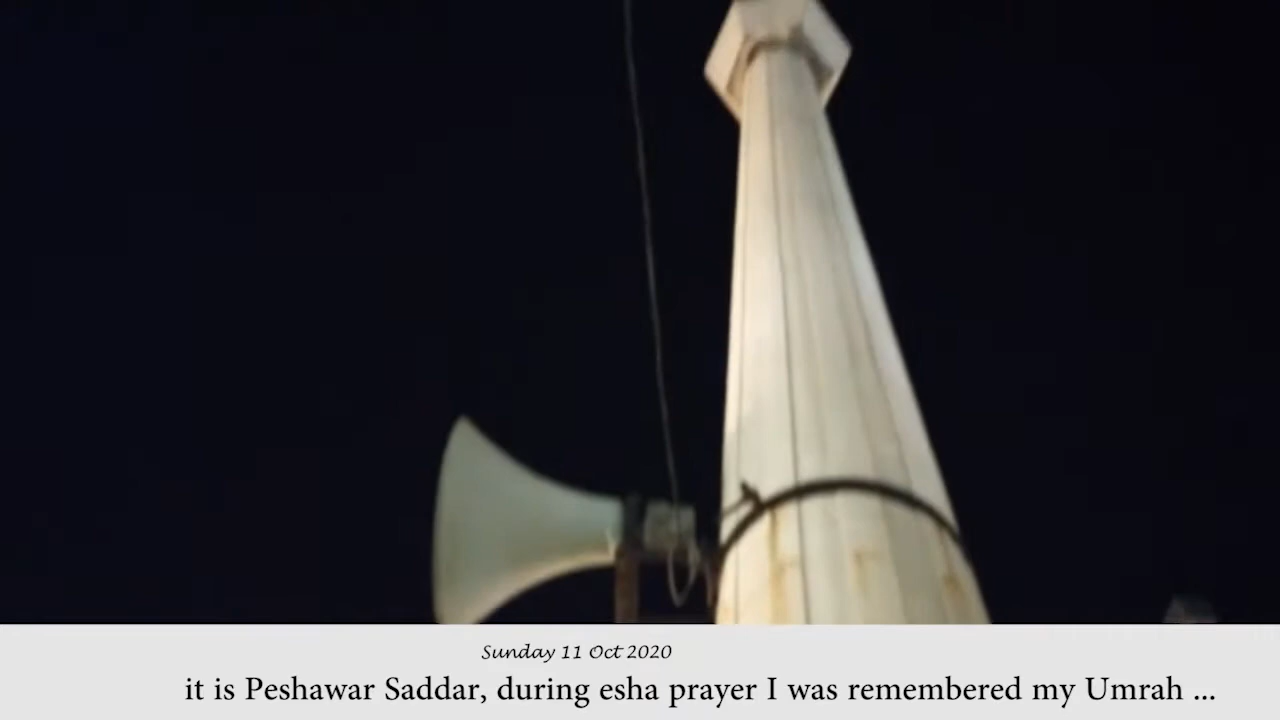 Sunday 11 Oct 2020
it is Peshawar Saddar, during esha prayer I was remembered my Umrah ...